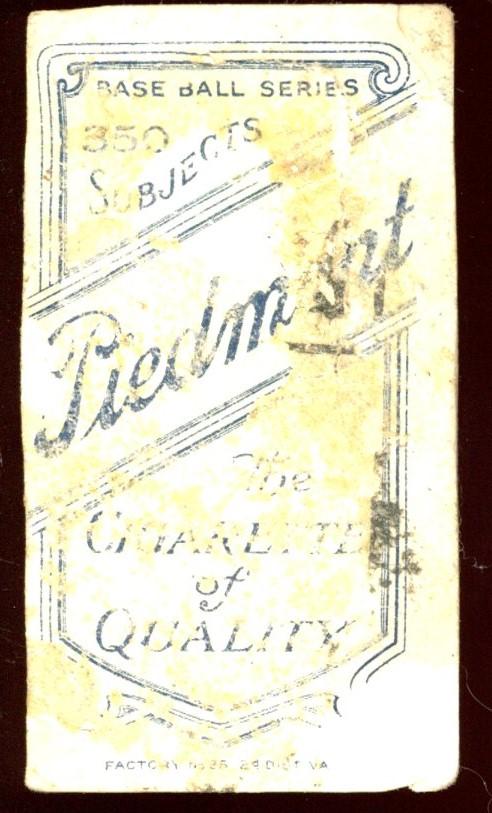 BASE BALL SERIES
350
SUBJECTS
Piedmont
The
CIGARETTE
of
QUALITY
FACTORY No 25. 2D DIST. VA.